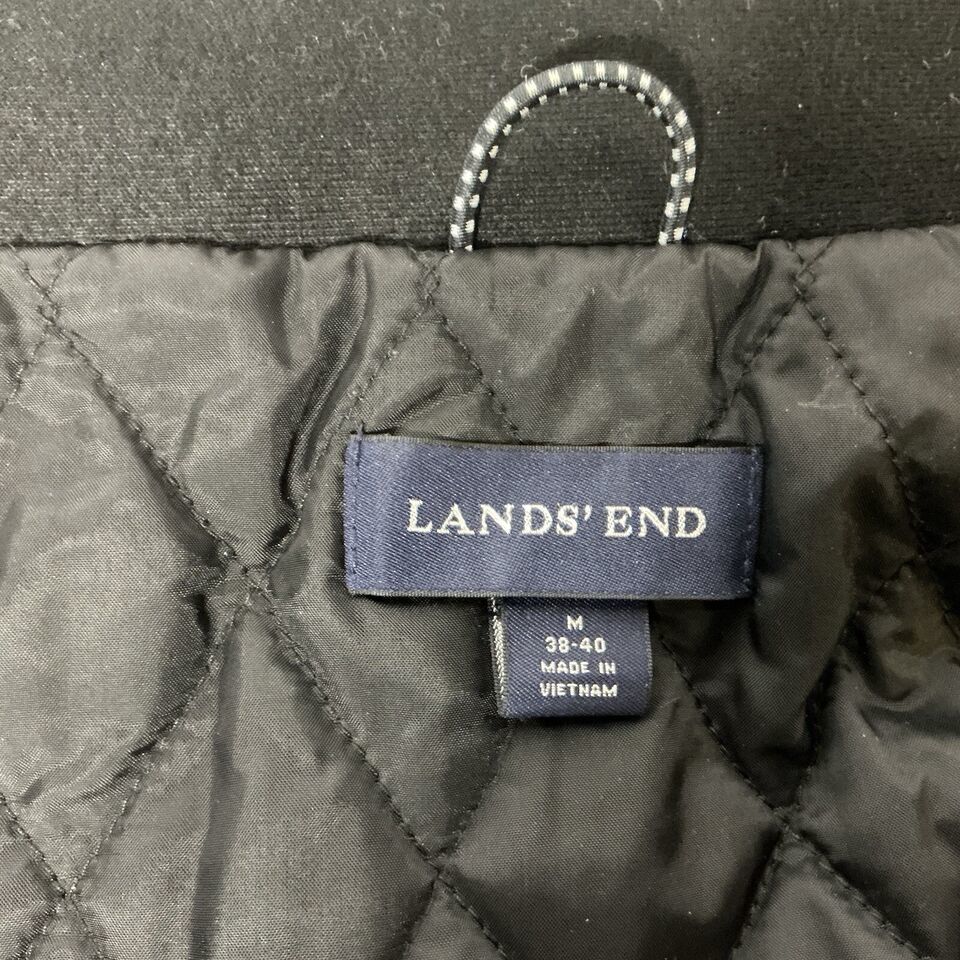 LANDS' END
M
38-40
MADE IN
VIETNAM